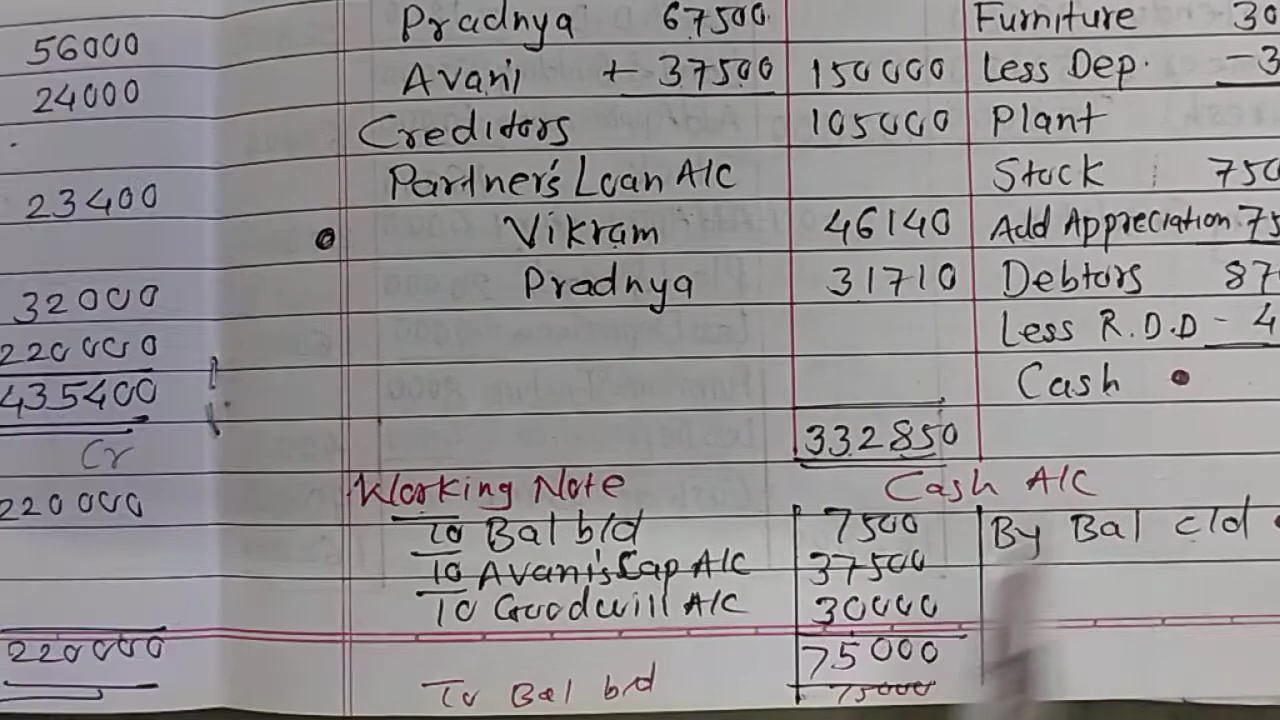 Pradnya 67500 Furniture 30
56000
Avani + 37500 150000 Less Dep. -3
24000
Creditors 105000 Plant
Partner's Loan A/C Stock 750
23400
Vikram 46140 Add Appreciation 75
Pradnya 31710 Debtors 87
32000
Less R.D.D - 4
220000
435400 Cash
332850
Cr
Working Note Cash A/C
220000
To Bal b/d 7500 By Bal c/d
To Avani's Cap A/C 37500
To Goodwill A/C 30000
220000 75000
To Bal b/d 75000